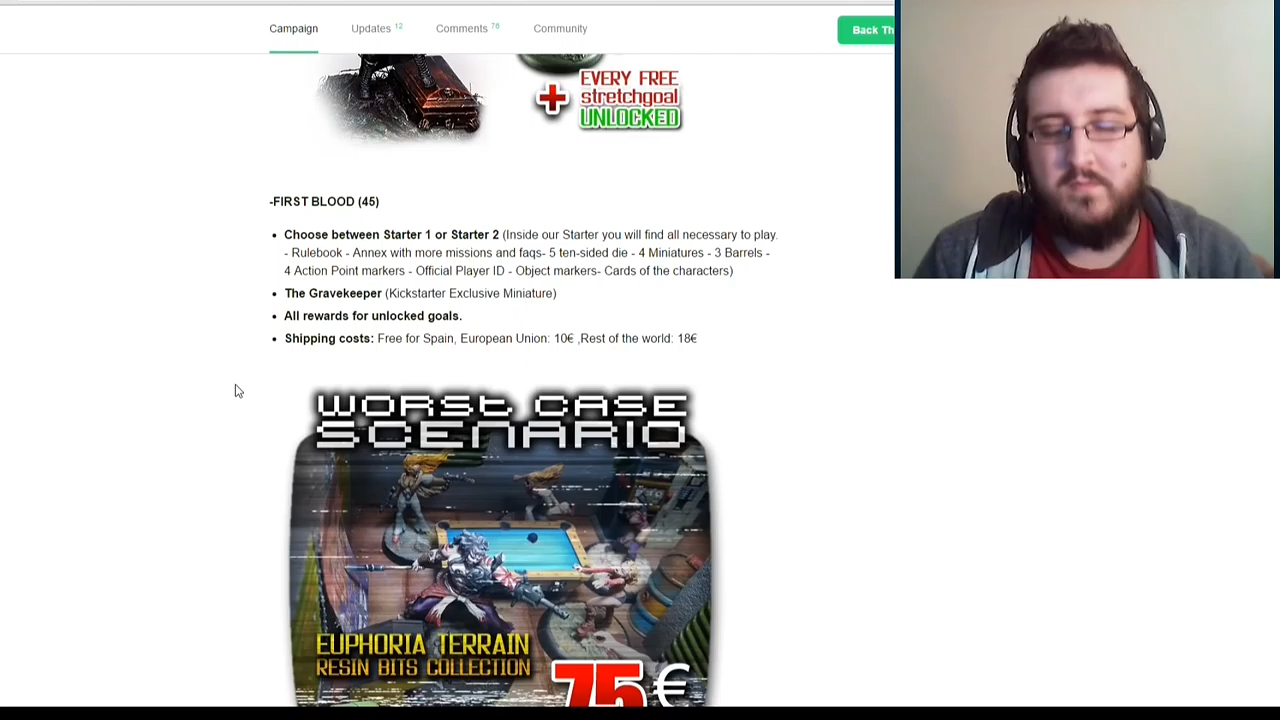 Campaign
Updates 12
Comments 76
Community
Back Th
EVERY FREE
+ stretchgoal
UNLOCKED
-FIRST BLOOD (45)
• Choose between Starter 1 or Starter 2 (Inside our Starter you will find all necessary to play.
- Rulebook - Annex with more missions and faqs- 5 ten-sided die - 4 Miniatures - 3 Barrels -
4 Action Point markers - Official Player ID - Object markers- Cards of the characters)
• The Gravekeeper (Kickstarter Exclusive Miniature)
• All rewards for unlocked goals.
• Shipping costs: Free for Spain, European Union: 10€ ,Rest of the world: 18€
WORST CASE
SCENARIO
EUPHORIA TERRAIN
RESIN BITS COLLECTION
75€